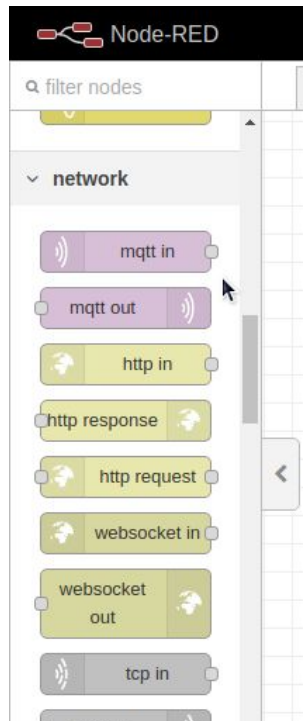 Node-RED
filter nodes
network
mqtt in
mqtt out
http in
http response
http request
websocket in
websocket
out
tcp in